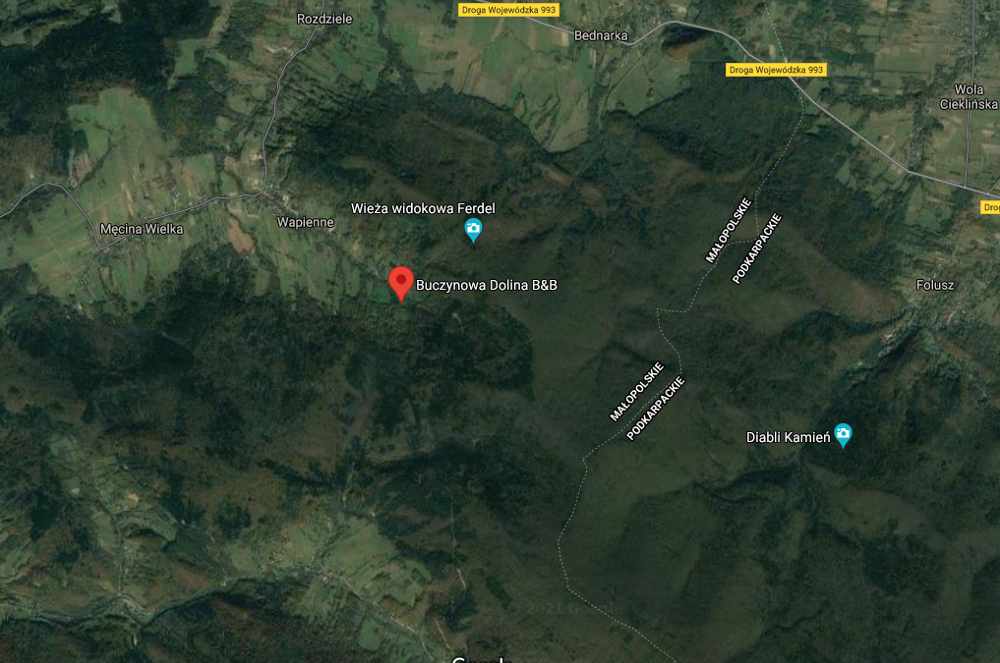 Droga Wojewódzka 993
Rozdziele
Bednarka
Droga Wojewódzka 993
Wola
Cieklińska
Wieża widokowa Ferdel
Wapienne
Męcina Wielka
MAŁOPOLSKIE
PODKARPACKIE
Buczynowa Dolina B&B
Folusz
MAŁOPOLSKIE
PODKARPACKIE
Diabli Kamień